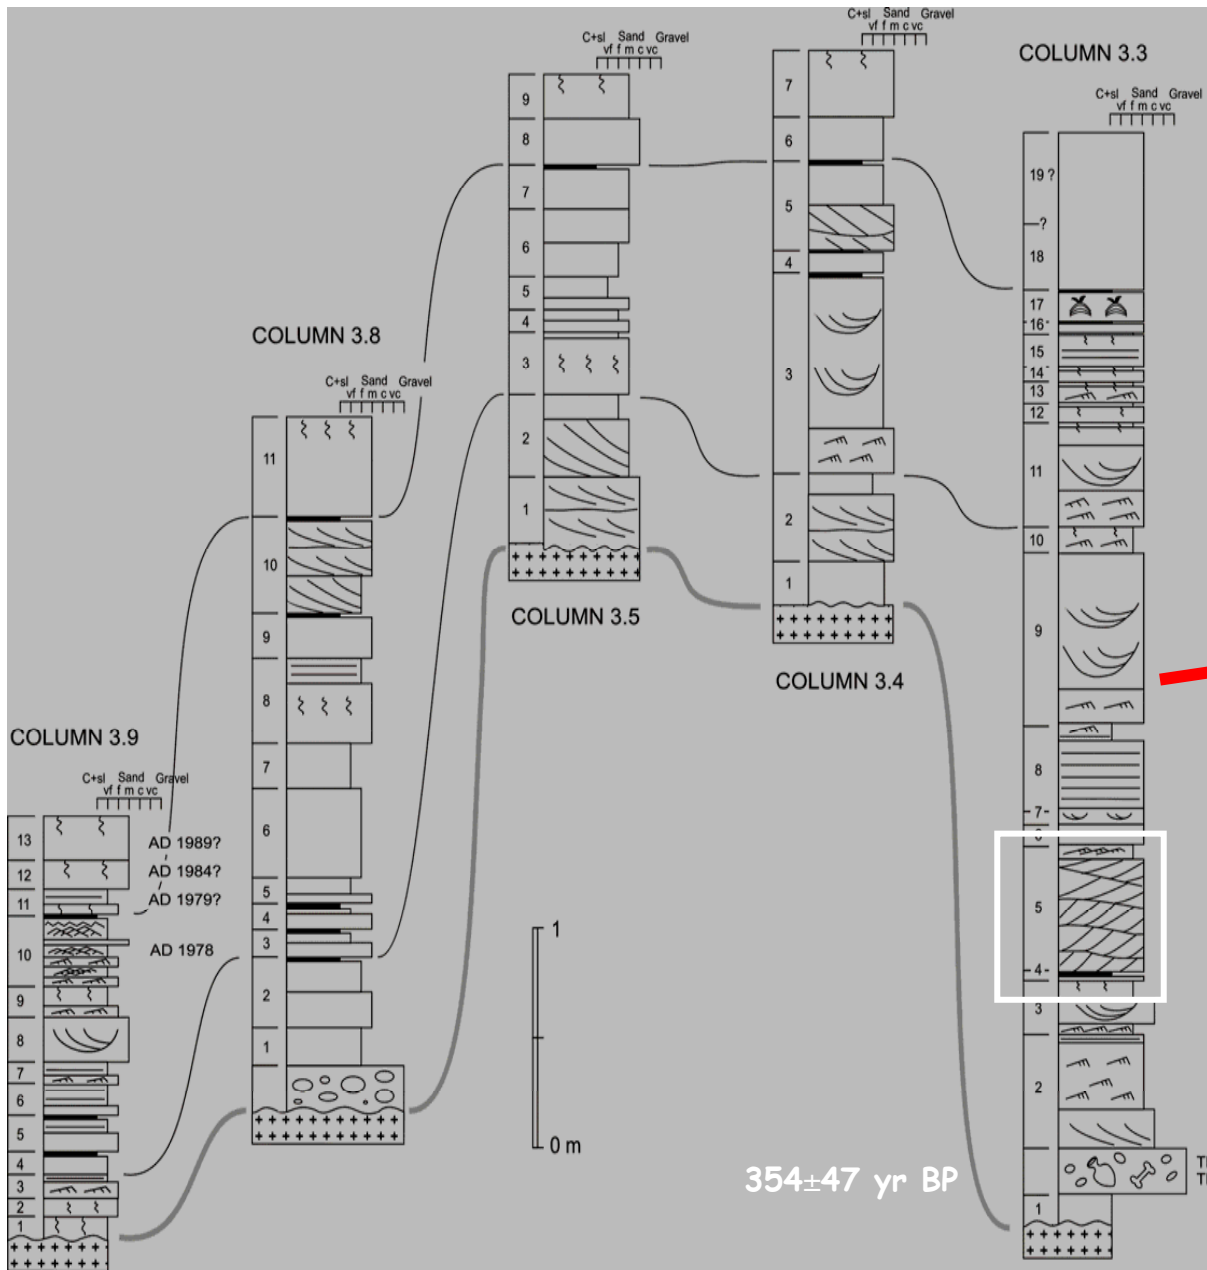 COLUMN 3.9
C+sl Sand Gravel
vf f m c vc
13
12
11
10
9
8
7
6
5
4
3
2
1
AD 1989?
AD 1984?
AD 1979?
AD 1978
COLUMN 3.8
C+sl Sand Gravel
vf f m c vc
11
10
9
8
7
6
5
4
3
2
1
C+sl Sand Gravel
vf f m c vc
9
8
7
6
5
4
3
2
1
COLUMN 3.5
1
0 m
C+sl Sand Gravel
vf f m c vc
7
6
5
4
3
2
1
COLUMN 3.4
354±47 yr BP
COLUMN 3.3
C+sl Sand Gravel
vf f m c vc
19 ?
?
18
17
16
15
14
13
12
11
10
9
8
7
6
5
4
3
2
1